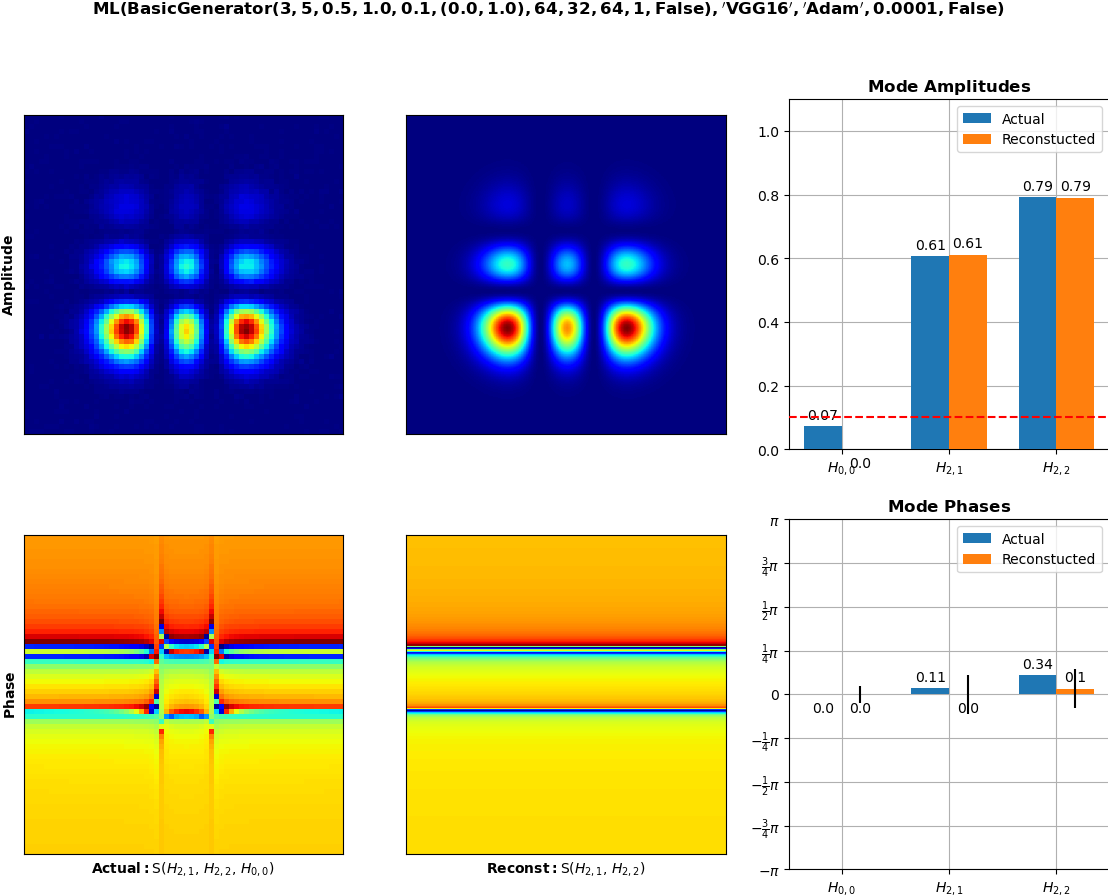 ML(BasicGenerator(3, 5, 0.5, 1.0, 0.1, (0.0, 1.0), 64, 32, 64, 1, False), ′VGG16′, ′Adam′, 0.0001, False)
Amplitude
Mode Amplitudes
Actual
Reconstucted
1.0
0.8
0.6
0.4
0.2
0.0
0.07
0.0
0.61
0.61
0.79
0.79
H0,0
H2,1
H2,2
Phase
Actual: S(H2,1, H2,2, H0,0)
Reconst: S(H2,1, H2,2)
Mode Phases
Actual
Reconstucted
π
3/4π
1/2π
1/4π
0
−1/4π
−1/2π
−3/4π
−π
0.0
0.0
0.11
0.0
0.34
0.1
H0,0
H2,1
H2,2